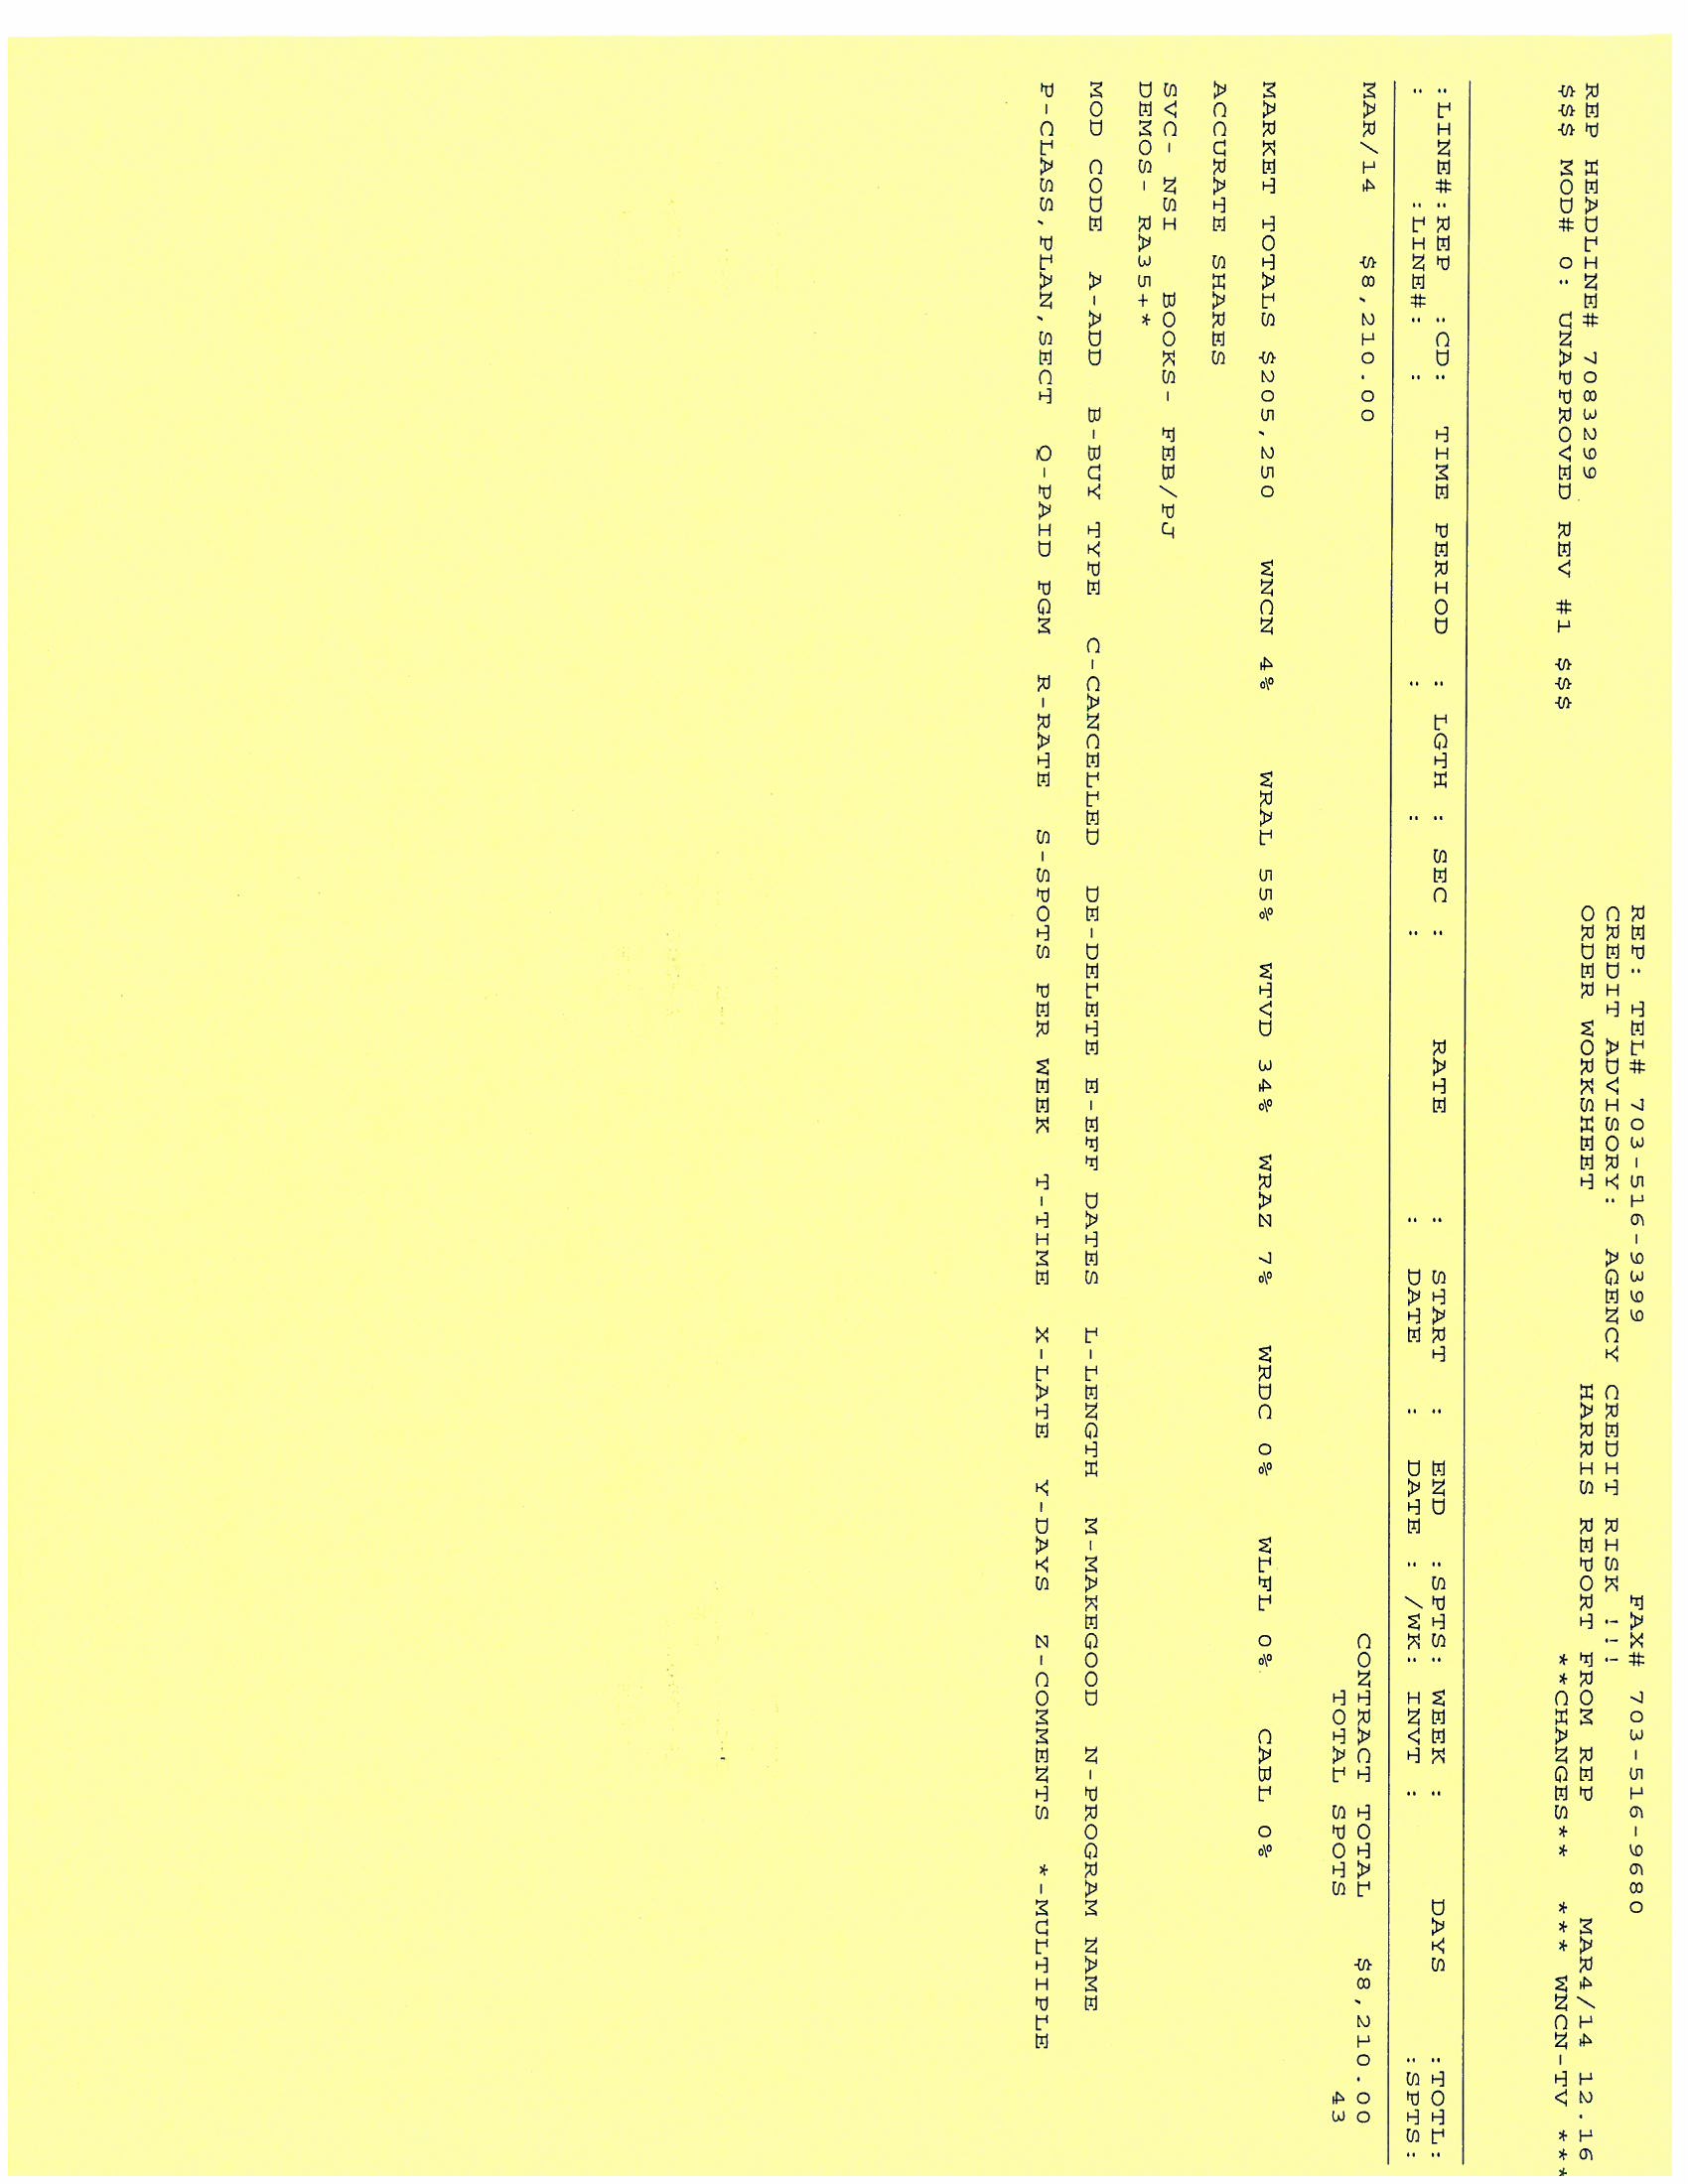 REP: TEL# 703-516-9399 FAX# 703-516-9680
CREDIT ADVISORY: AGENCY CREDIT RISK !!!
REP HEADLINE# 7083299 ORDER WORKSHEET HARRIS REPORT FROM REP MAR4/14 12.16
$$$ MOD# 0: UNAPPROVED REV #1 $$$ **CHANGES** *** WNCN-TV ***
:LINE#:REP :CD: TIME PERIOD : LGTH : SEC : RATE : START : END :SPTS: WEEK : DAYS :TOTL:
: :LINE#: : : : : : DATE : DATE : /WK: INVT : :SPTS:
MAR/14 $8,210.00 CONTRACT TOTAL $8,210.00
TOTAL SPOTS 43
MARKET TOTALS $205,250 WNCN 4% WRAL 55% WTVD 34% WRAZ 7% WRDC 0% WLFL 0% CABL 0%
ACCURATE SHARES
SVC- NSI BOOKS- FEB/PJ
DEMOS- RA35+*
MOD CODE A-ADD B-BUY TYPE C-CANCELLED DE-DELETE E-EFF DATES L-LENGTH M-MAKEGOOD N-PROGRAM NAME
P-CLASS,PLAN,SECT Q-PAID PGM R-RATE S-SPOTS PER WEEK T-TIME X-LATE Y-DAYS Z-COMMENTS *-MULTIPLE